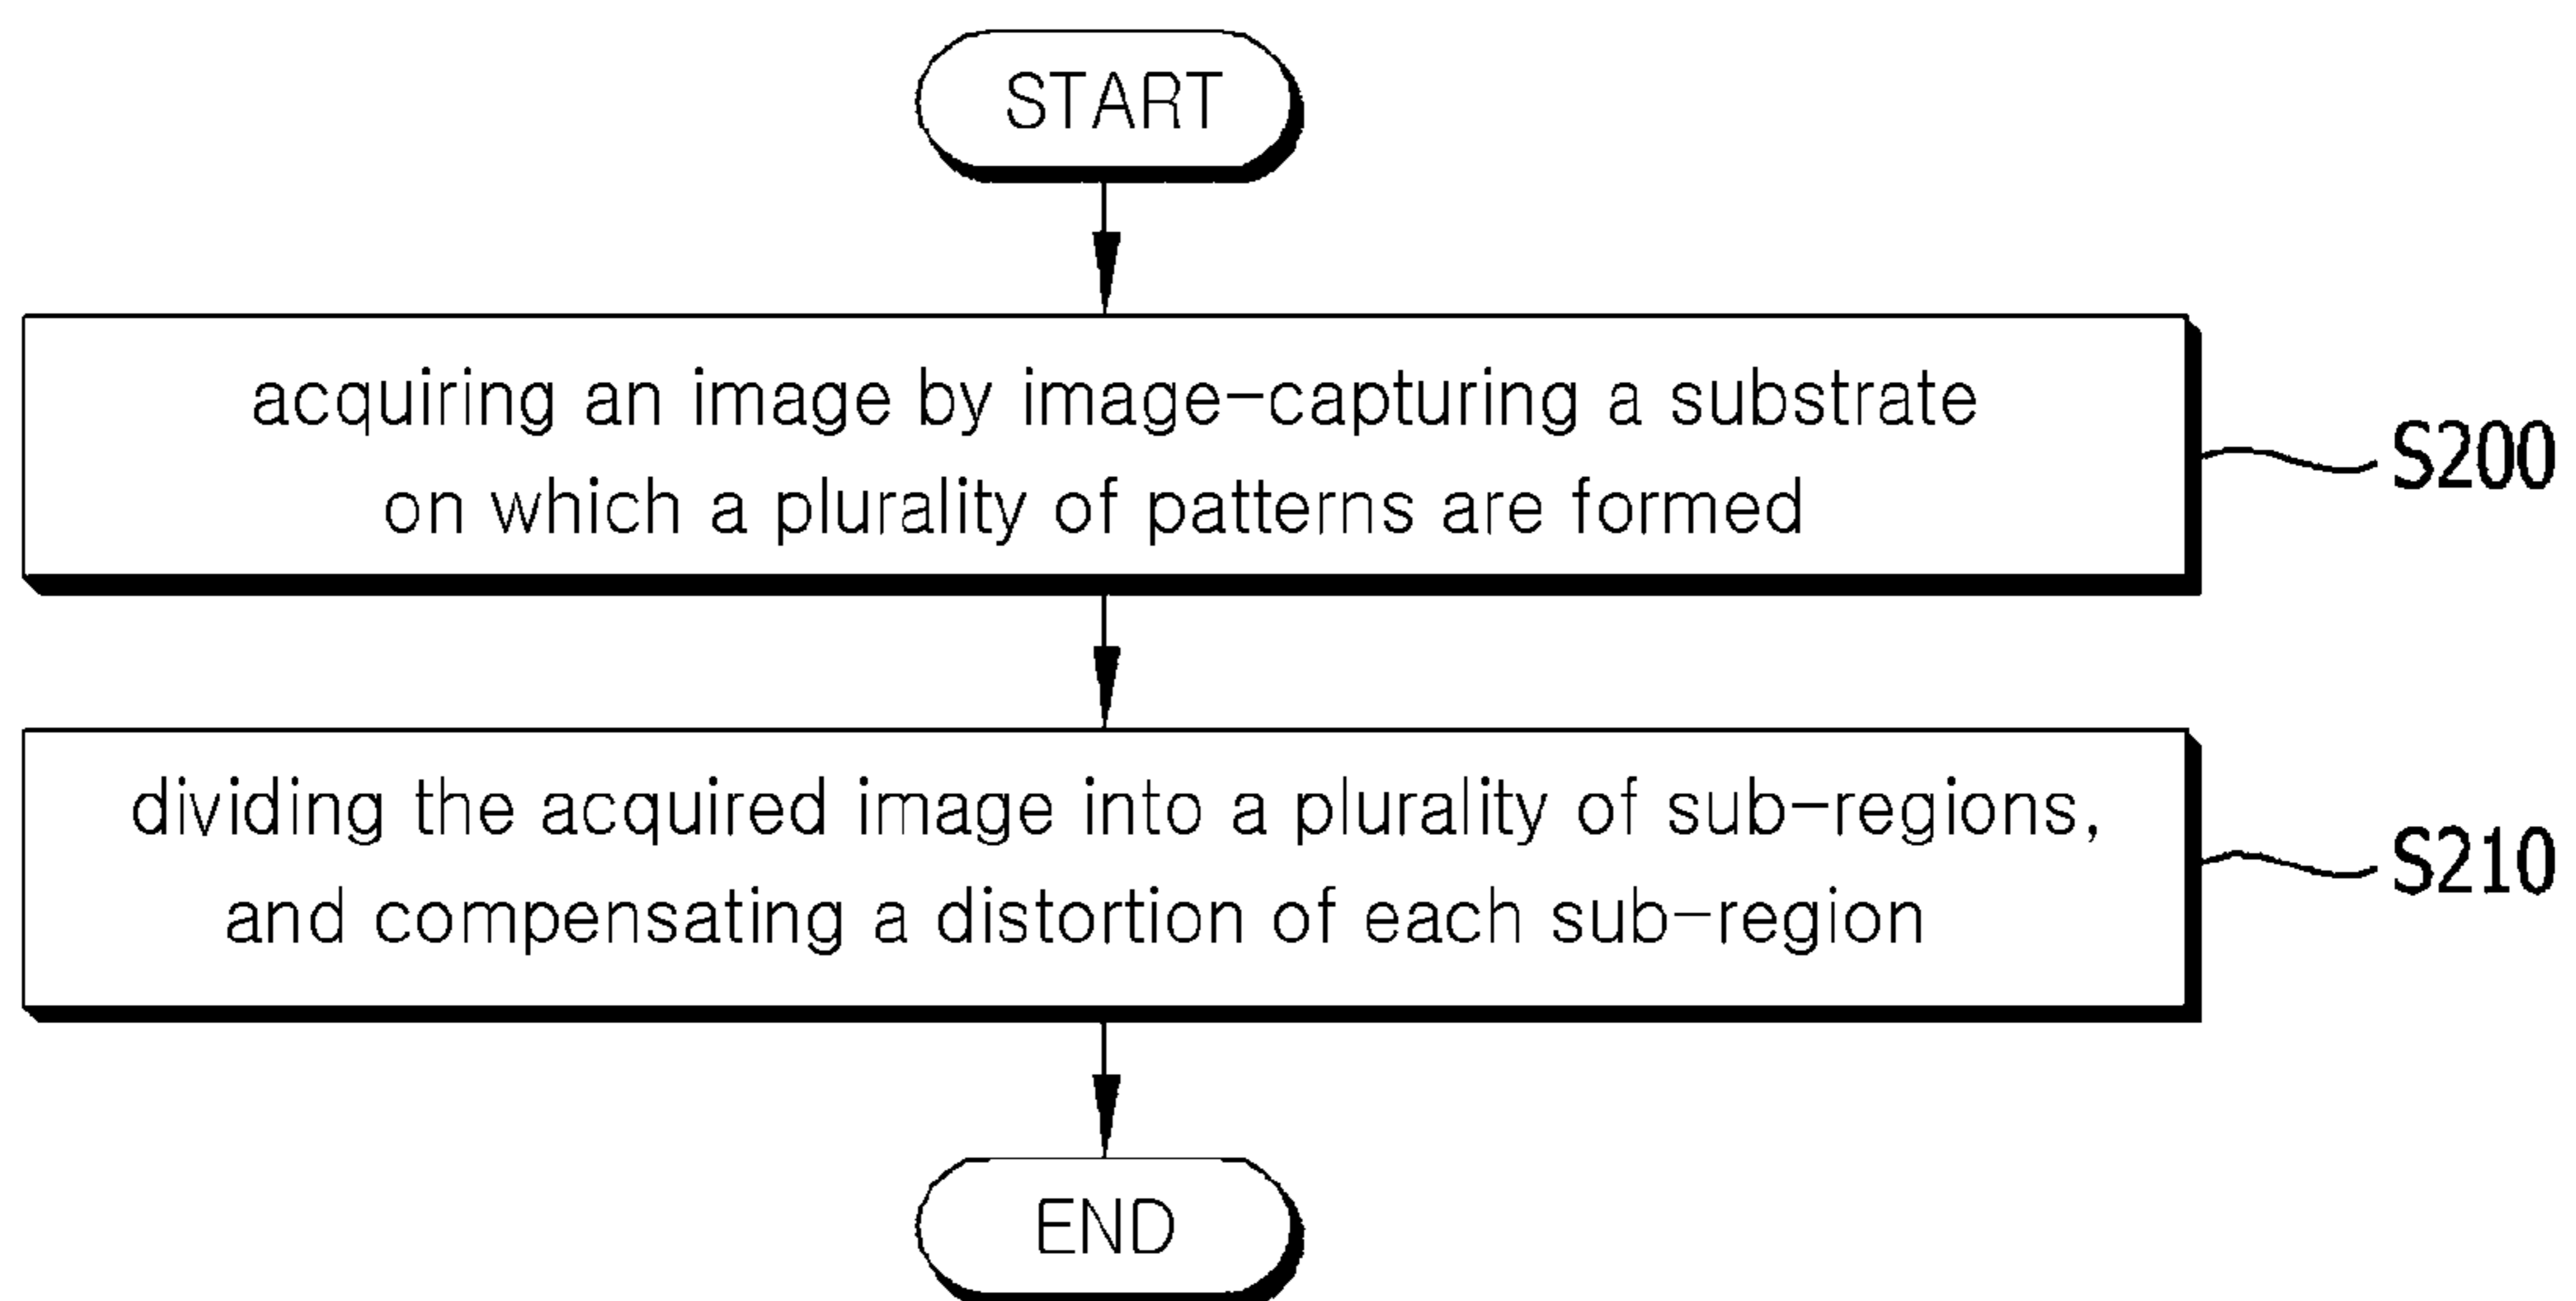 START
acquiring an image by image-capturing a substrate
on which a plurality of patterns are formed
S200
dividing the acquired image into a plurality of sub-regions,
and compensating a distortion of each sub-region
S210
END